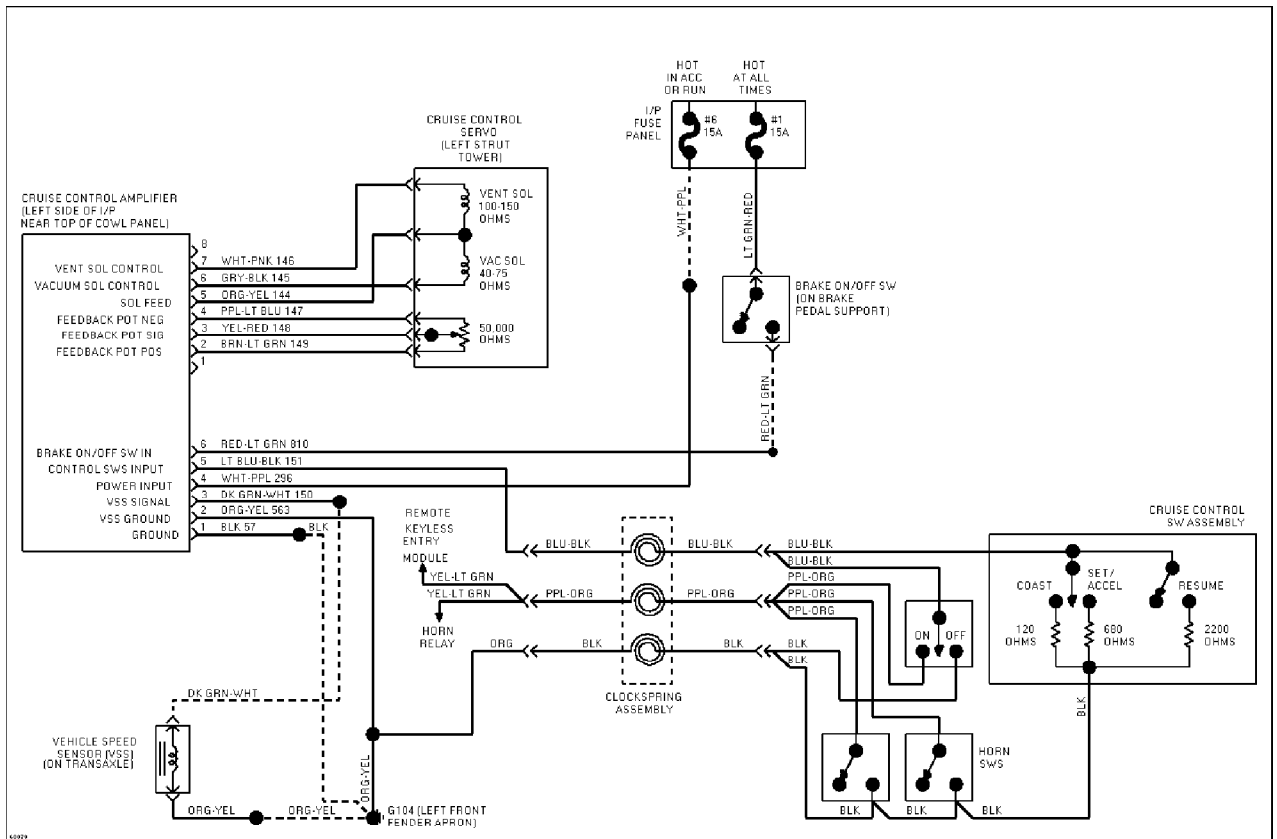 HOT
IN ACC
OR RUN
HOT
AT ALL
TIMES
I/P
FUSE
PANEL
#6
15A
#1
15A
CRUISE CONTROL
SERVO
(LEFT STRUT
TOWER)
VENT SOL
100-150
OHMS
VAC SOL
40-75
OHMS
50,000
OHMS
CRUISE CONTROL AMPLIFIER
(LEFT SIDE OF I/P
NEAR TOP OF COWL PANEL)
8
VENT SOL CONTROL 7 WHT-PNK 146
VACUUM SOL CONTROL 6 GRY-BLK 145
SOL FEED 5 ORG-YEL 144
FEEDBACK POT NEG 4 PPL-LT BLU 147
FEEDBACK POT SIG 3 YEL-RED 148
FEEDBACK POT POS 2 BRN-LT GRN 149
1
WHT-PPL
LT GRN-RED
BRAKE ON/OFF SW
(ON BRAKE
PEDAL SUPPORT)
RED-LT GRN
BRAKE ON/OFF SW IN 6 RED-LT GRN 810
CONTROL SWS INPUT 5 LT BLU-BLK 151
POWER INPUT 4 WHT-PPL 296
VSS SIGNAL 3 DK GRN-WHT 150
VSS GROUND 2 ORG-YEL 563
GROUND 1 BLK 57 BLK
REMOTE
KEYLESS
ENTRY
MODULE
YEL-LT GRN
YEL-LT GRN
HORN
RELAY
BLU-BLK BLU-BLK BLU-BLK
BLU-BLK
PPL-ORG
PPL-ORG PPL-ORG PPL-ORG
PPL-ORG
ORG BLK BLK BLK
BLK
CLOCKSPRING
ASSEMBLY
ON OFF
CRUISE CONTROL
SW ASSEMBLY
COAST
SET/
ACCEL
RESUME
120
OHMS
680
OHMS
2200
OHMS
BLK
HORN
SWS
BLK BLK BLK
DK GRN-WHT
VEHICLE SPEED
SENSOR (VSS)
(ON TRANSAXLE)
ORG-YEL ORG-YEL
ORG-YEL
G104 (LEFT FRONT
FENDER APRON)